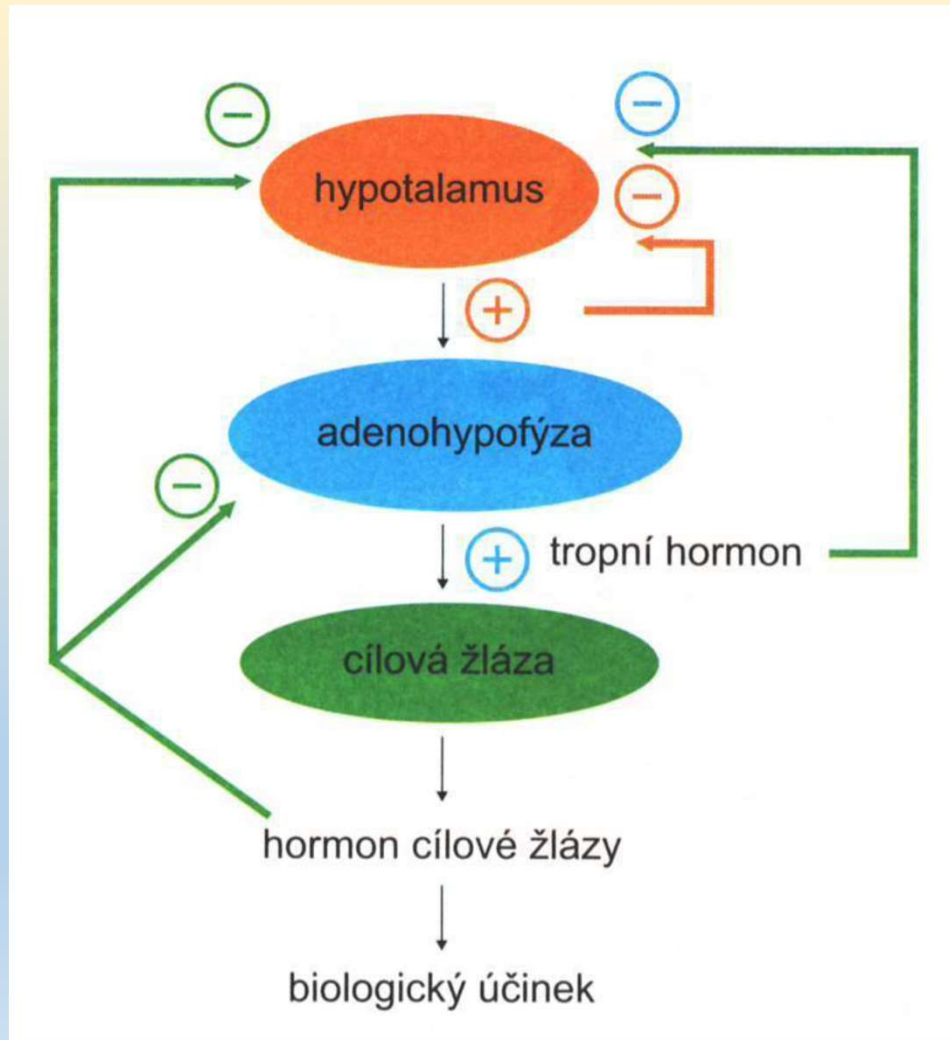 hypotalamus
adenohypofýza
tropní hormon
cílová žláza
hormon cílové žlázy
biologický účinek